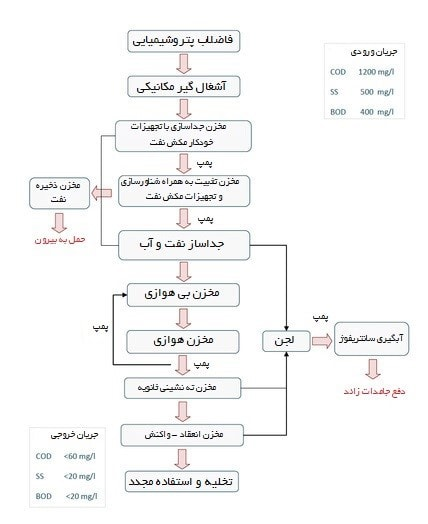 فاضلاب پتروشیمیایی
جریان ورودی
COD 1200 mg/l
SS 500 mg/l
BOD 400 mg/l
آشغال گیر مکانیکی
مخزن جداسازی با تجهیزات
خودکار مکش نفت
پمپ
مخزن تثبیت به همراه شناورسازی
و تجهیزات مکش نفت
مخزن ذخیره
نفت
پمپ
حمل به بیرون
جداساز نفت و آب
مخزن بی هوازی
پمپ
مخزن هوازی
لجن
پمپ
آبگیری سانتریفوژ
پمپ
دفع جامدات زائد
مخزن ته نشینی ثانویه
مخزن انعقاد - واکنش
تخلیه و استفاده مجدد
جریان خروجی
COD <60 mg/l
SS <20 mg/l
BOD <20 mg/l